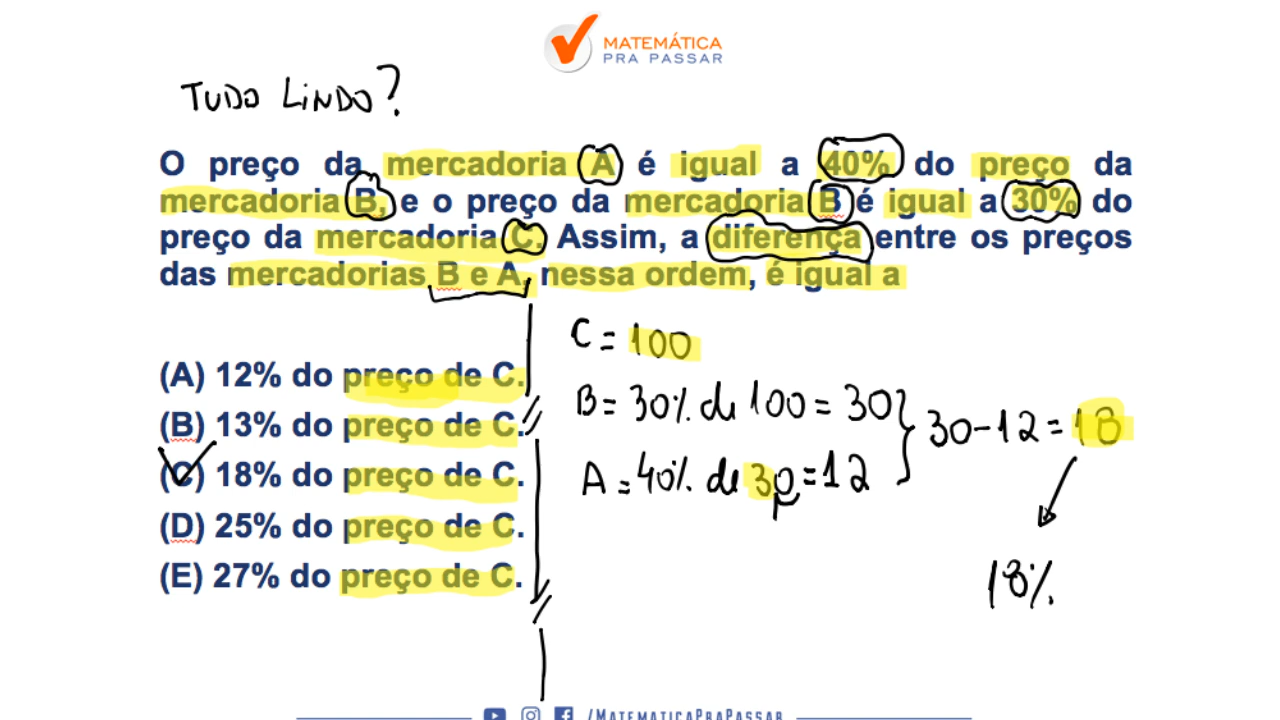 MATEMÁTICA
PRA PASSAR
TUDO LINDO?
O preço da mercadoria A é igual a 40% do preço da
mercadoria B, e o preço da mercadoria B é igual a 30% do
preço da mercadoria C. Assim, a diferença entre os preços
das mercadorias B e A, nessa ordem, é igual a
(A) 12% do preço de C.
(B) 13% do preço de C.
(C) 18% do preço de C.
(D) 25% do preço de C.
(E) 27% do preço de C.
C = 100
B = 30% de 100 = 30
A = 40% de 30 = 12
30 - 12 = 18
18%
/MATEMATICAPRAPASSAR